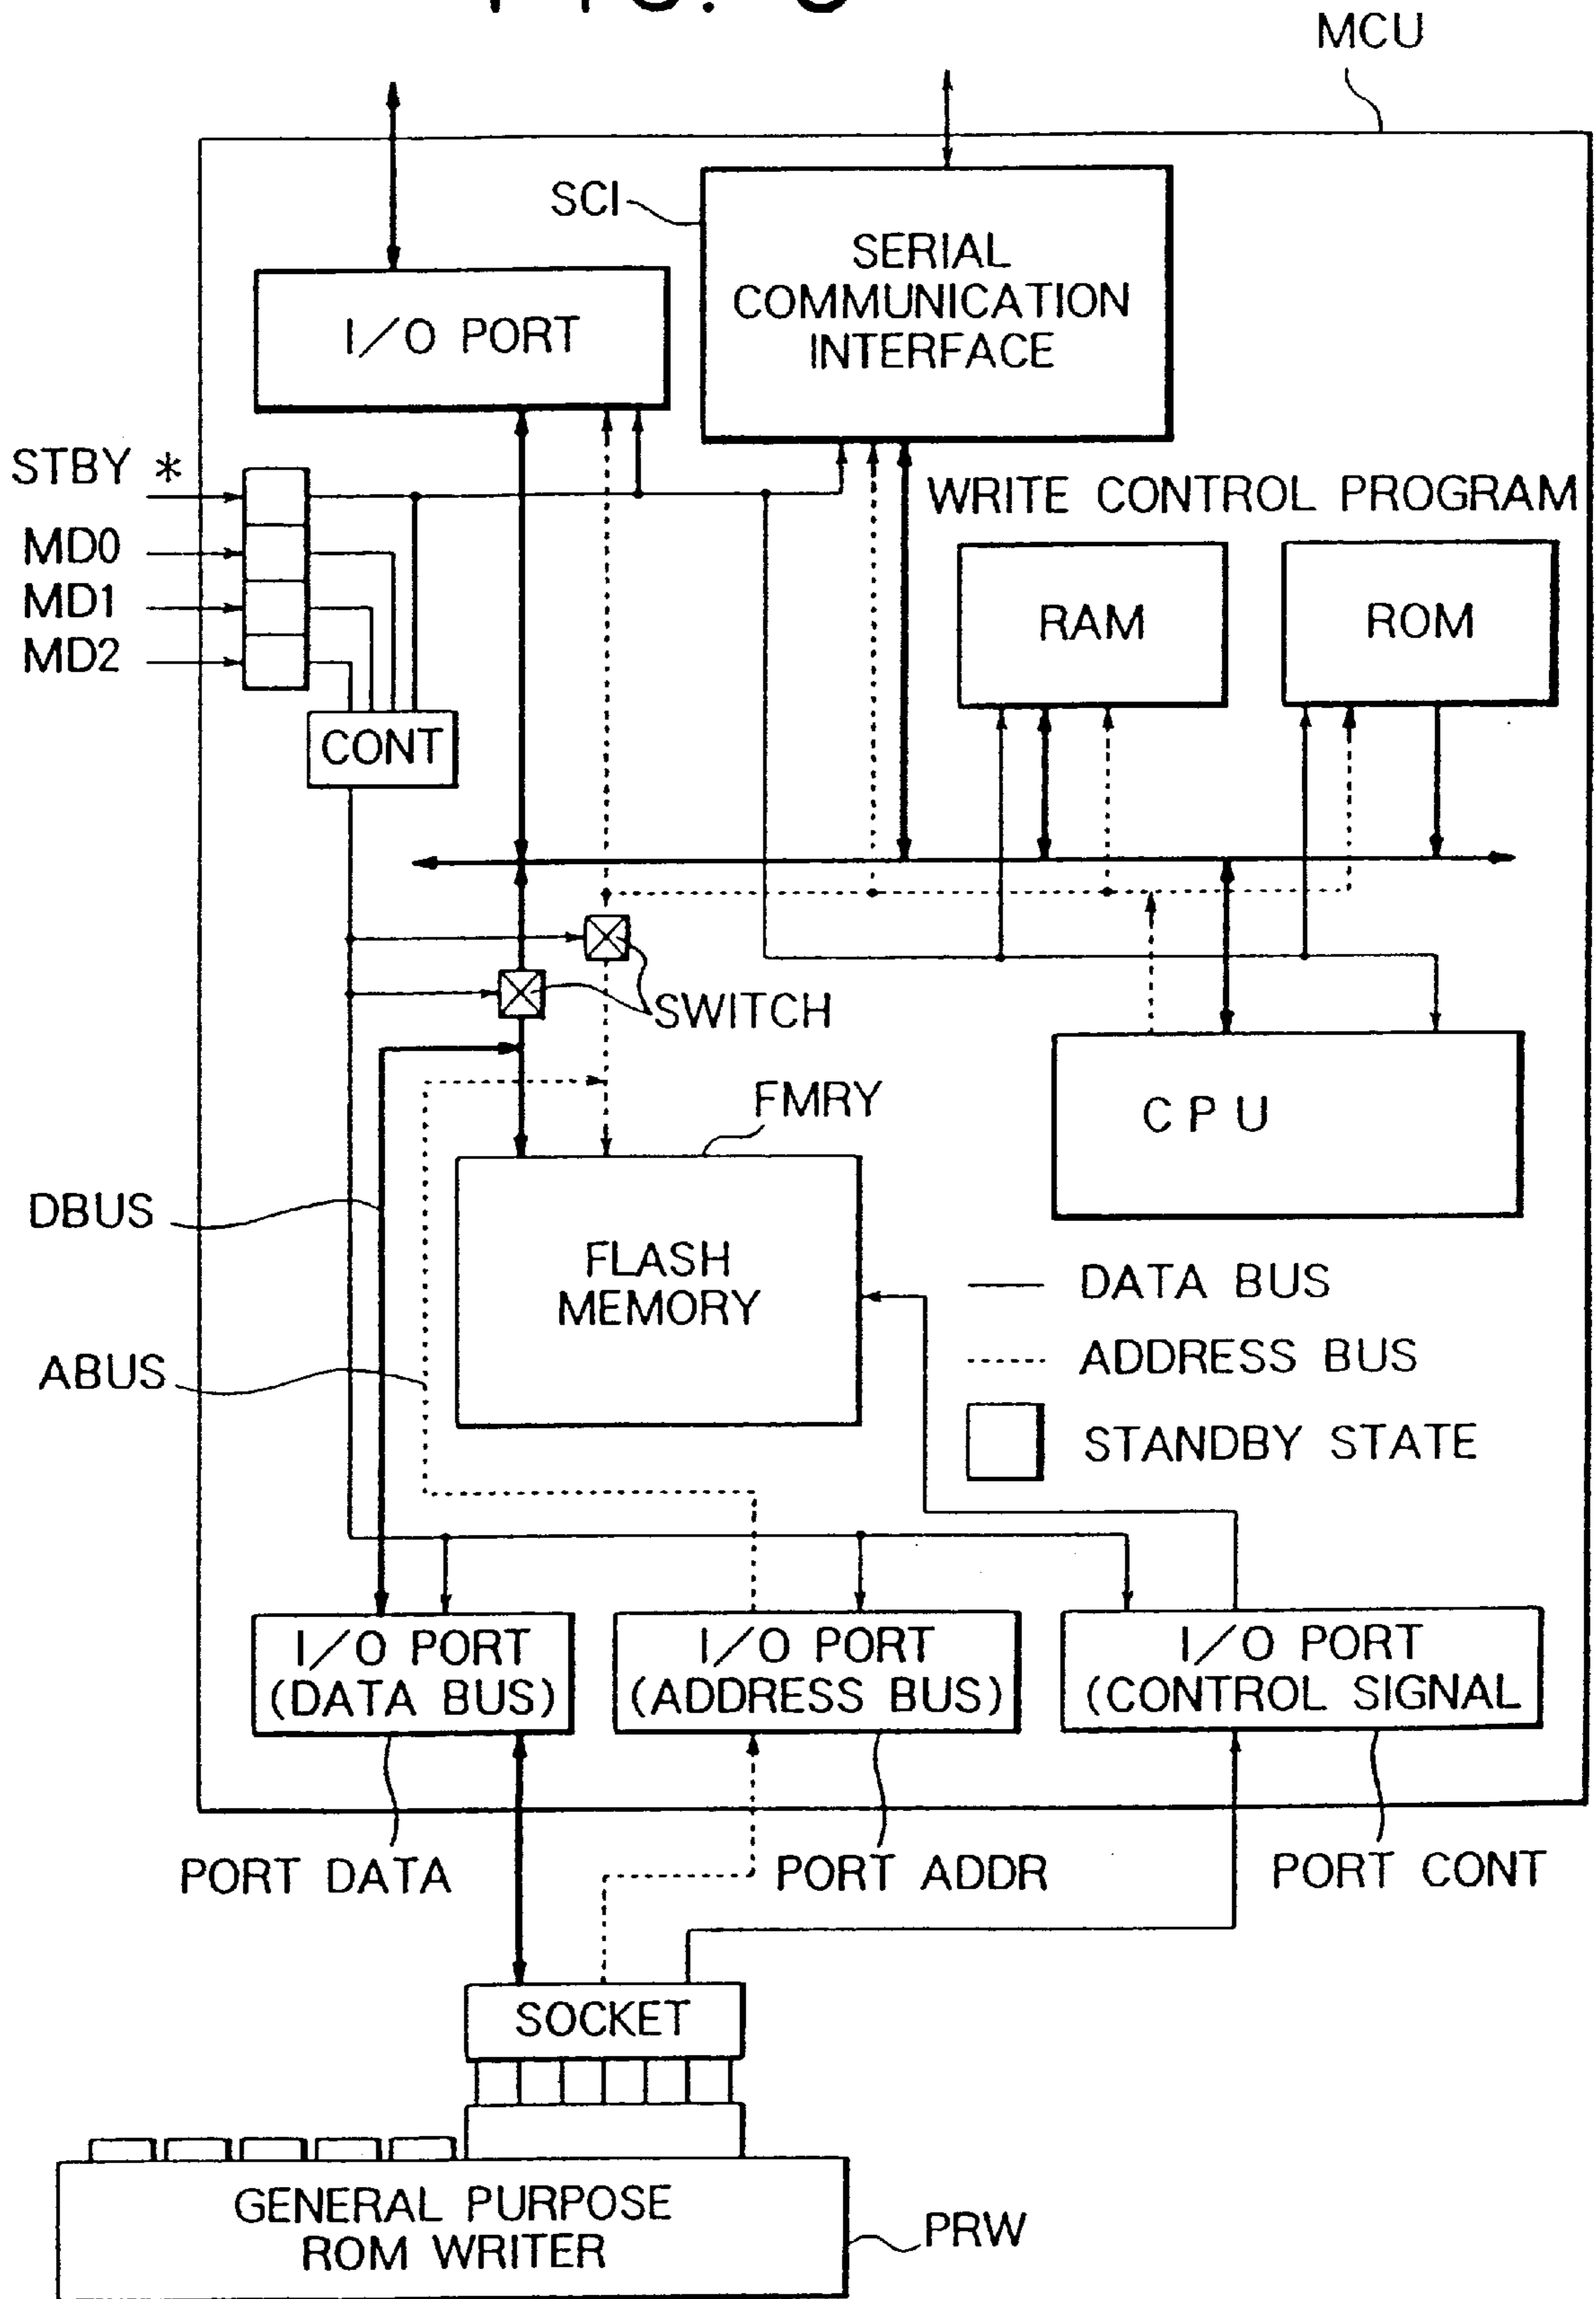 MCU
SCI
SERIAL
COMMUNICATION
INTERFACE
I/O PORT
STBY *
MD0
MD1
MD2
WRITE CONTROL PROGRAM
RAM
ROM
CONT
SWITCH
FMRY
CPU
DBUS
FLASH
MEMORY
DATA BUS
ABUS
ADDRESS BUS
STANDBY STATE
I/O PORT
(DATA BUS)
I/O PORT
(ADDRESS BUS)
I/O PORT
(CONTROL SIGNAL
PORT DATA
PORT ADDR
PORT CONT
SOCKET
GENERAL PURPOSE
ROM WRITER
PRW